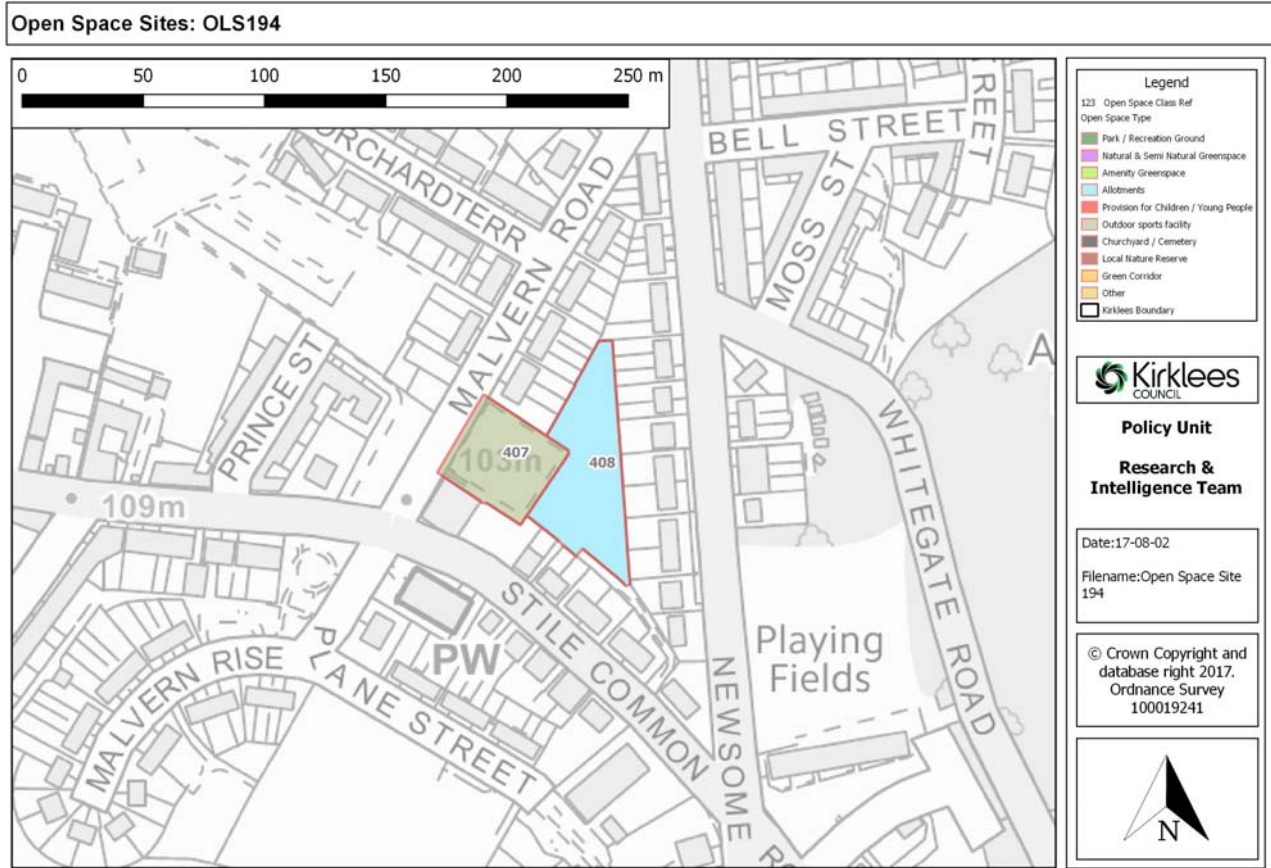 Open Space Sites: OLS194
0 50 100 150 200 250 m
ORCHARDTERR
MALVERN ROAD
BELL STREET
STREET
MOSS ST
PRINCE ST
407
103m
408
109m
A
WHITEGATE ROAD
STILE COMMON
PW
Playing
Fields
MALVERN RISE
PLANE STREET
NEWSOME RO
Legend
123 Open Space Class Ref
Open Space Type
Park / Recreation Ground
Natural & Semi Natural Greenspace
Amenity Greenspace
Allotments
Provision for Children / Young People
Outdoor sports facility
Churchyard / Cemetery
Local Nature Reserve
Green Corridor
Other
Kirklees Boundary
Kirklees
COUNCIL
Policy Unit
Research &
Intelligence Team
Date:17-08-02
Filename:Open Space Site
194
© Crown Copyright and
database right 2017.
Ordnance Survey
100019241
N